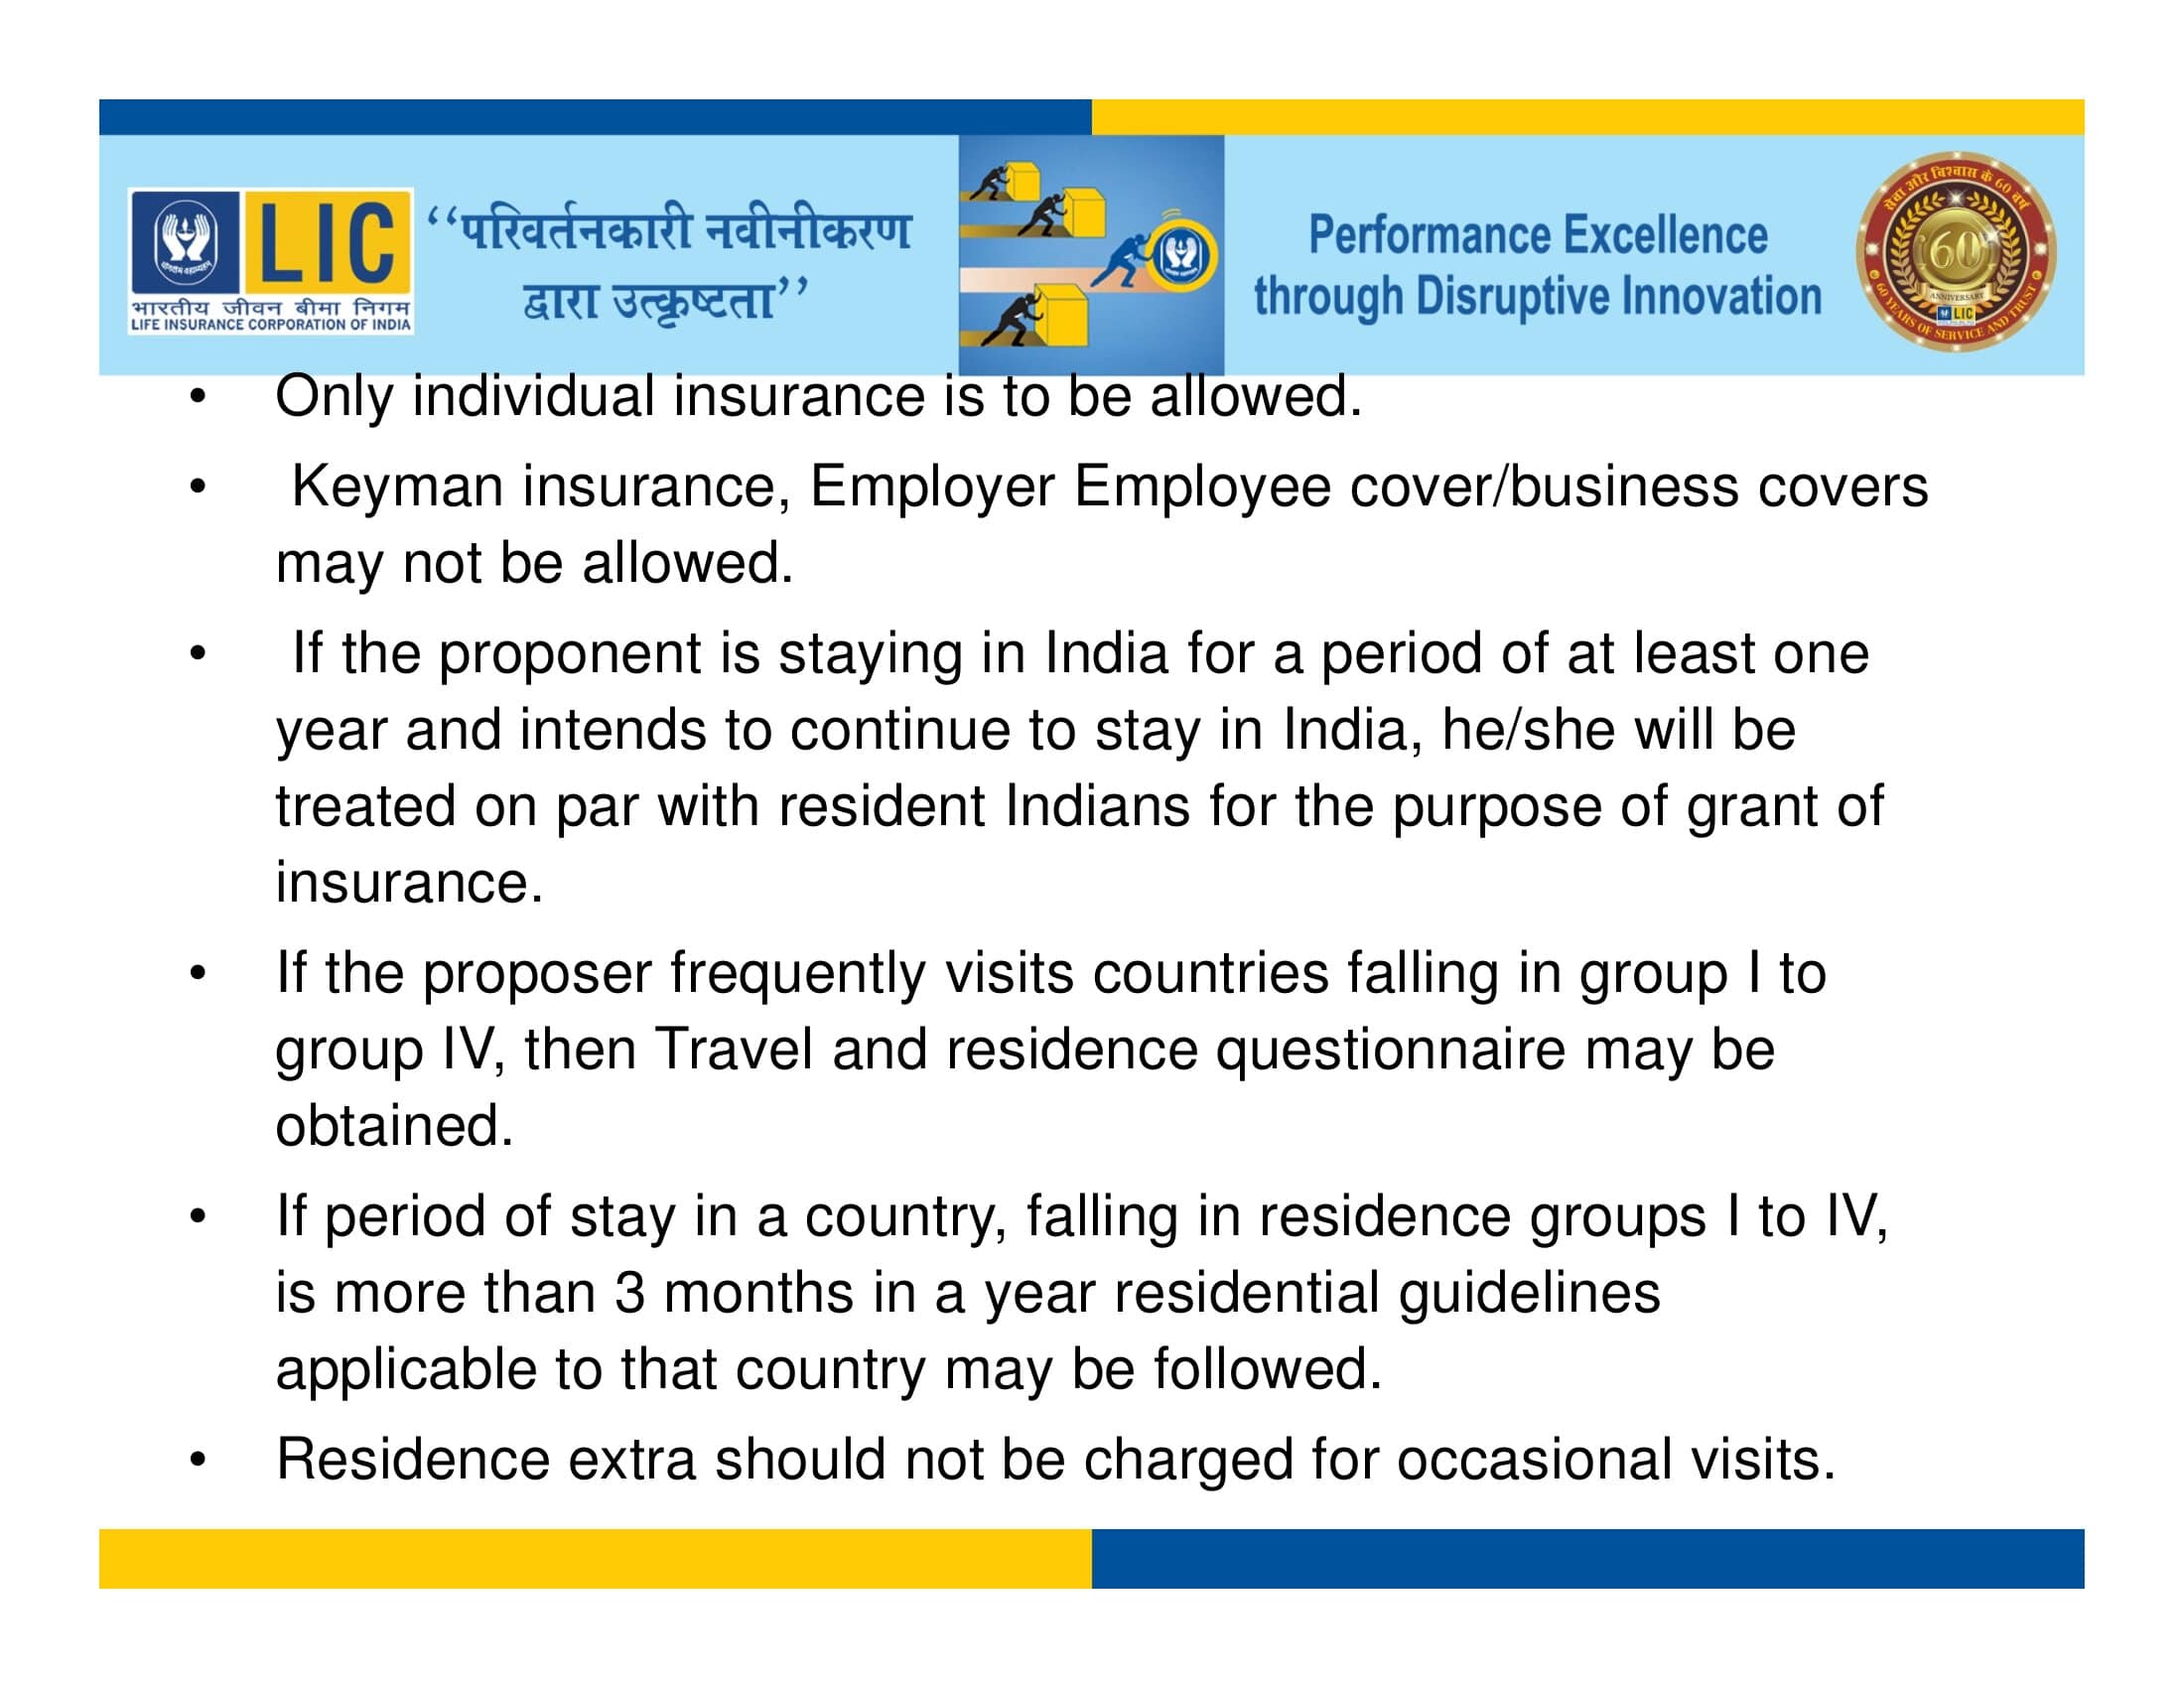 LIC
भारतीय जीवन बीमा निगम
LIFE INSURANCE CORPORATION OF INDIA
“परिवर्तनकारी नवीनीकरण
द्वारा उत्कृष्टता”
Performance Excellence
through Disruptive Innovation
सेवा और विश्वास के 60 वर्ष
60
ANNIVERSARY
LIC
60 YEARS OF SERVICE AND TRUST
• Only individual insurance is to be allowed.
• Keyman insurance, Employer Employee cover/business covers
may not be allowed.
• If the proponent is staying in India for a period of at least one
year and intends to continue to stay in India, he/she will be
treated on par with resident Indians for the purpose of grant of
insurance.
• If the proposer frequently visits countries falling in group I to
group IV, then Travel and residence questionnaire may be
obtained.
• If period of stay in a country, falling in residence groups I to IV,
is more than 3 months in a year residential guidelines
applicable to that country may be followed.
• Residence extra should not be charged for occasional visits.